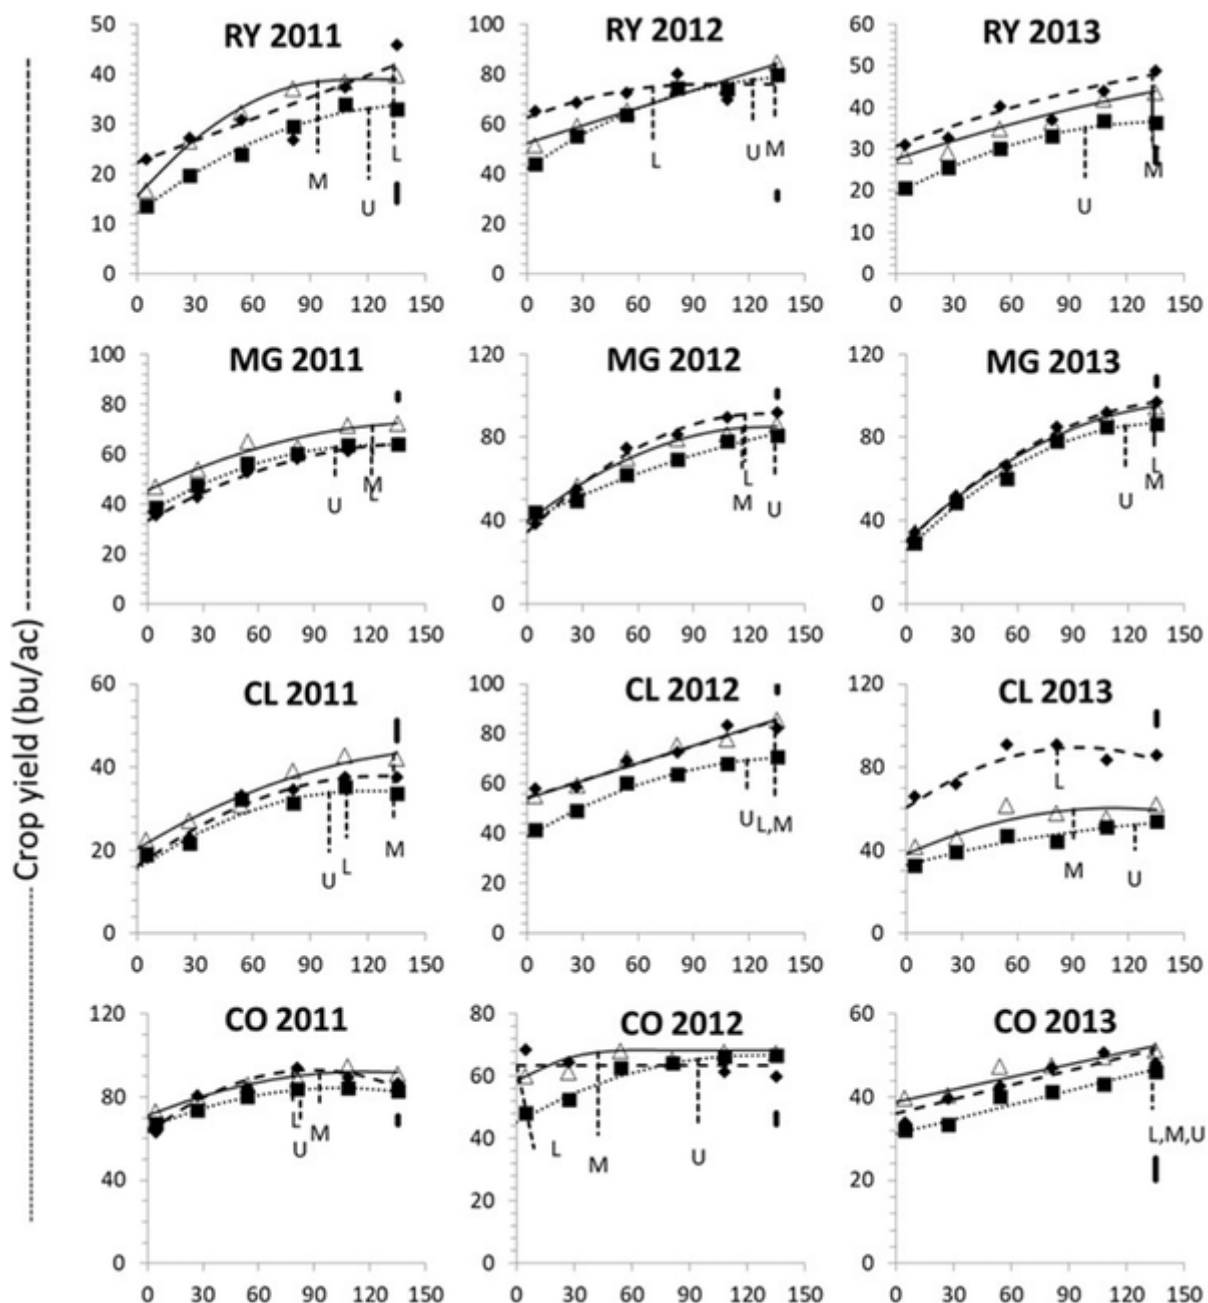 Crop yield (bu/ac)
RY 2011
50
40
30
20
10
0
M
U
L
0 30 60 90 120 150
RY 2012
100
80
60
40
20
0
L
U
M
0 30 60 90 120 150
RY 2013
60
50
40
30
20
10
0
U
L
M
0 30 60 90 120 150
MG 2011
100
80
60
40
20
0
U
M
L
0 30 60 90 120 150
MG 2012
120
80
40
0
L
M
U
0 30 60 90 120 150
MG 2013
120
80
40
0
L
U
M
0 30 60 90 120 150
CL 2011
60
40
20
0
U
L
M
0 30 60 90 120 150
CL 2012
100
80
60
40
20
0
U
L,M
0 30 60 90 120 150
CL 2013
120
80
40
0
L
M
U
0 30 60 90 120 150
CO 2011
120
80
40
0
L
U
M
0 30 60 90 120 150
CO 2012
80
60
40
20
0
L
M
U
0 30 60 90 120 150
CO 2013
60
40
20
0
L,M,U
0 30 60 90 120 150